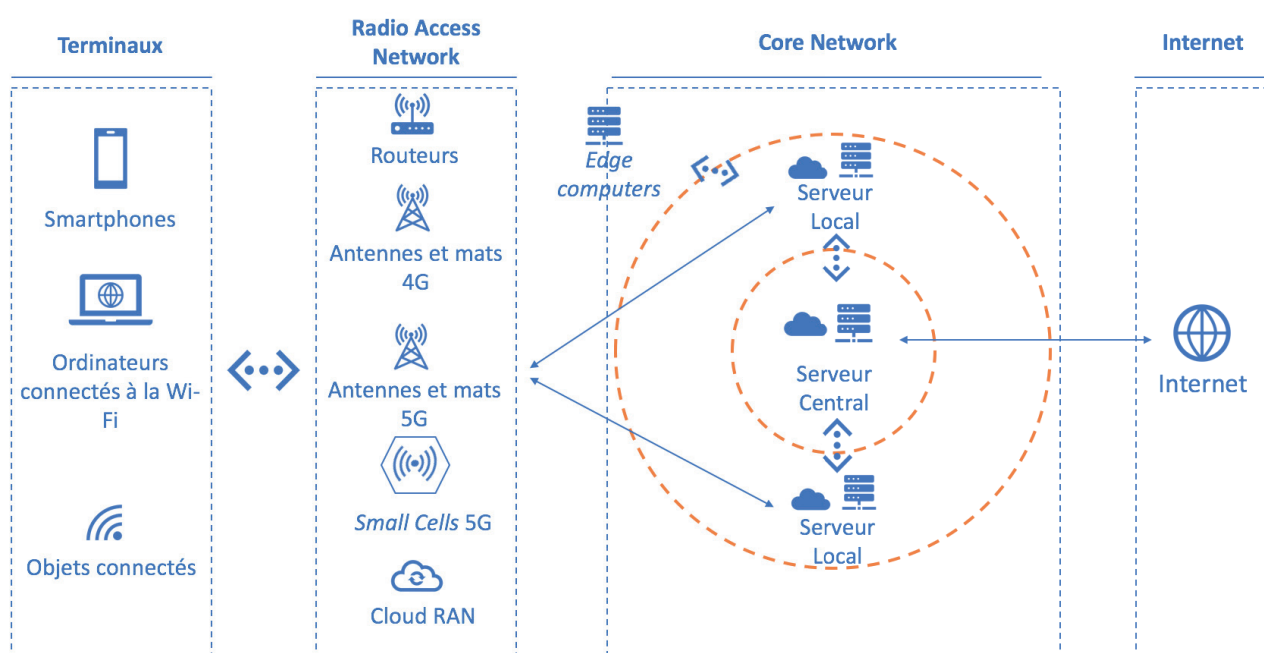 Terminaux
Smartphones
Ordinateurs
connectés à la Wi-
Fi
Objets connectés
Radio Access
Network
Routeurs
Antennes et mats
4G
Antennes et mats
5G
Small Cells 5G
Cloud RAN
Core Network
Edge
computers
Serveur
Local
Serveur
Central
Serveur
Local
Internet
Internet